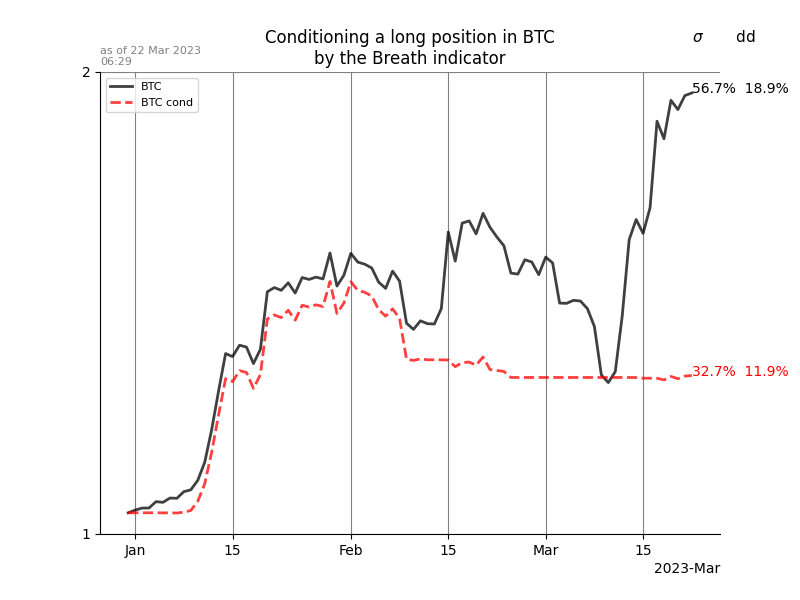 Conditioning a long position in BTC
by the Breath indicator
σ dd
as of 22 Mar 2023
06:29
2
BTC
BTC cond
56.7% 18.9%
32.7% 11.9%
1
Jan 15 Feb 15 Mar 15
2023-Mar